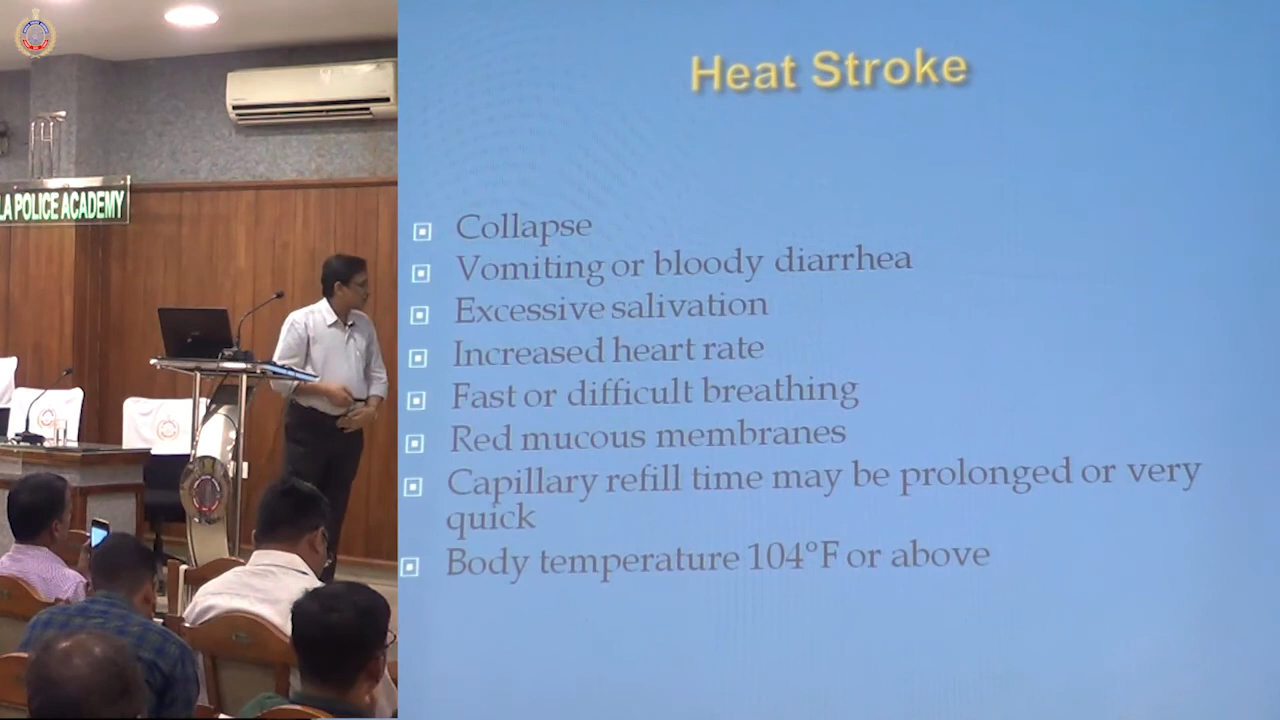 Heat Stroke
LA POLICE ACADEMY
Collapse
Vomiting or bloody diarrhea
Excessive salivation
Increased heart rate
Fast or difficult breathing
Red mucous membranes
Capillary refill time may be prolonged or very
quick
Body temperature 104°F or above